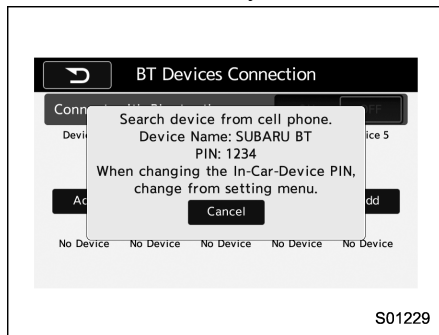 BT Devices Connection
Search device from cell phone.
Device Name: SUBARU BT
PIN: 1234
When changing the In-Car-Device PIN,
change from setting menu.
Cancel
No Device No Device No Device No Device No Device
S01229